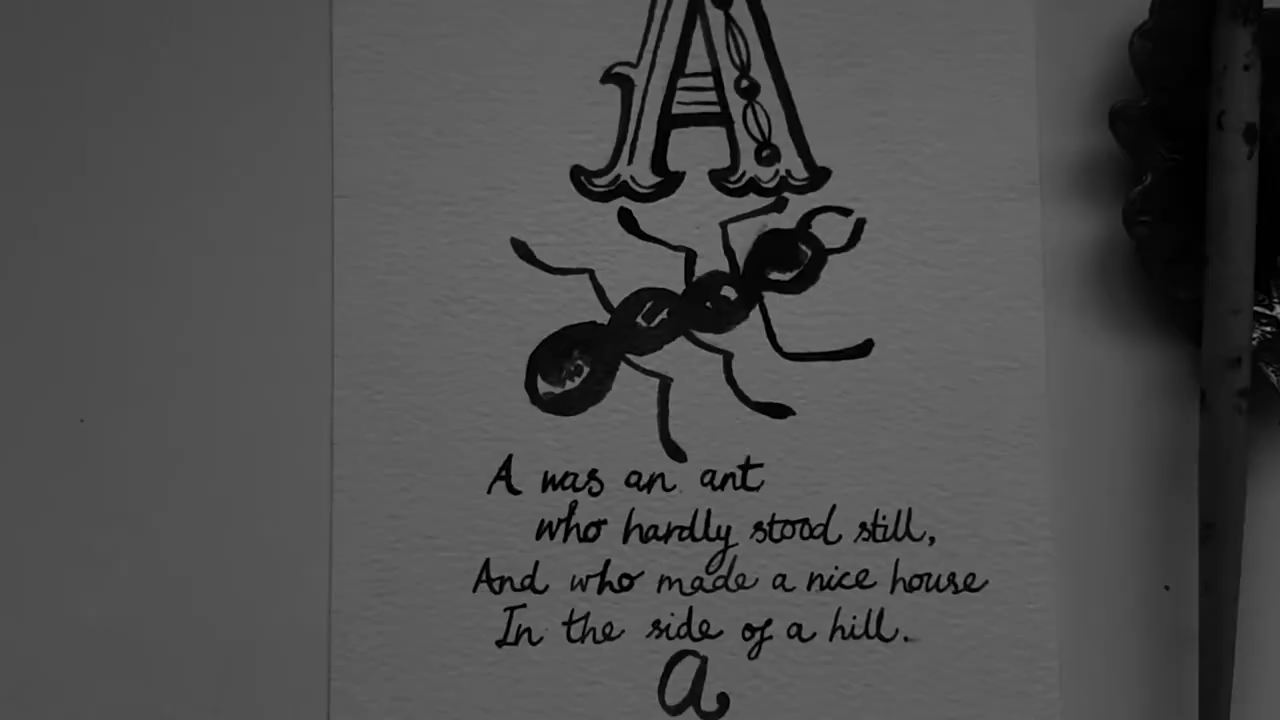 A
A was an ant
who hardly stood still,
And who made a nice house
In the side of a hill.
a